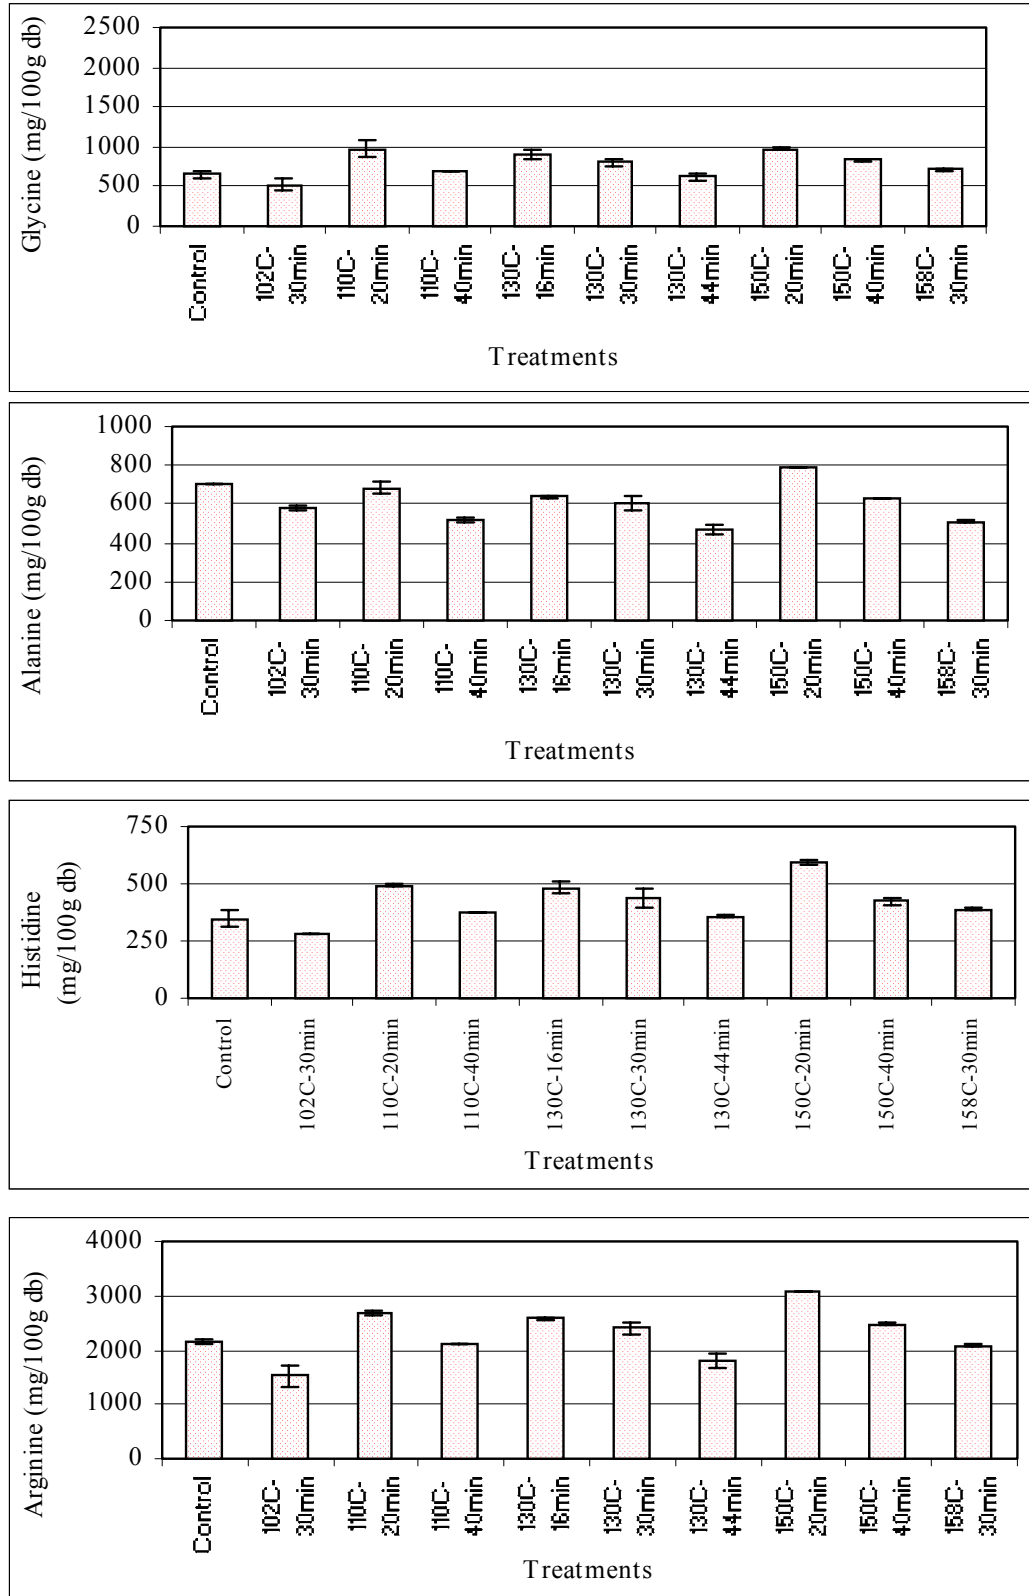 Glycine (mg/100g db)
2500
2000
1500
1000
500
0
Control
102C-
30min
110C-
20min
110C-
40min
130C-
16min
130C-
30min
130C-
44min
150C-
20min
150C-
40min
158C-
30min
Treatments
Alanine (mg/100g db)
1000
800
600
400
200
0
Control
102C-
30min
110C-
20min
110C-
40min
130C-
16min
130C-
30min
130C-
44min
150C-
20min
150C-
40min
158C-
30min
Treatments
Histidine
(mg/100g db)
750
500
250
0
Control
102C-30min
110C-20min
110C-40min
130C-16min
130C-30min
130C-44min
150C-20min
150C-40min
158C-30min
Treatments
Arginine (mg/100g db)
4000
3000
2000
1000
0
Control
102C-
30min
110C-
20min
110C-
40min
130C-
16min
130C-
30min
130C-
44min
150C-
20min
150C-
40min
158C-
30min
Treatments